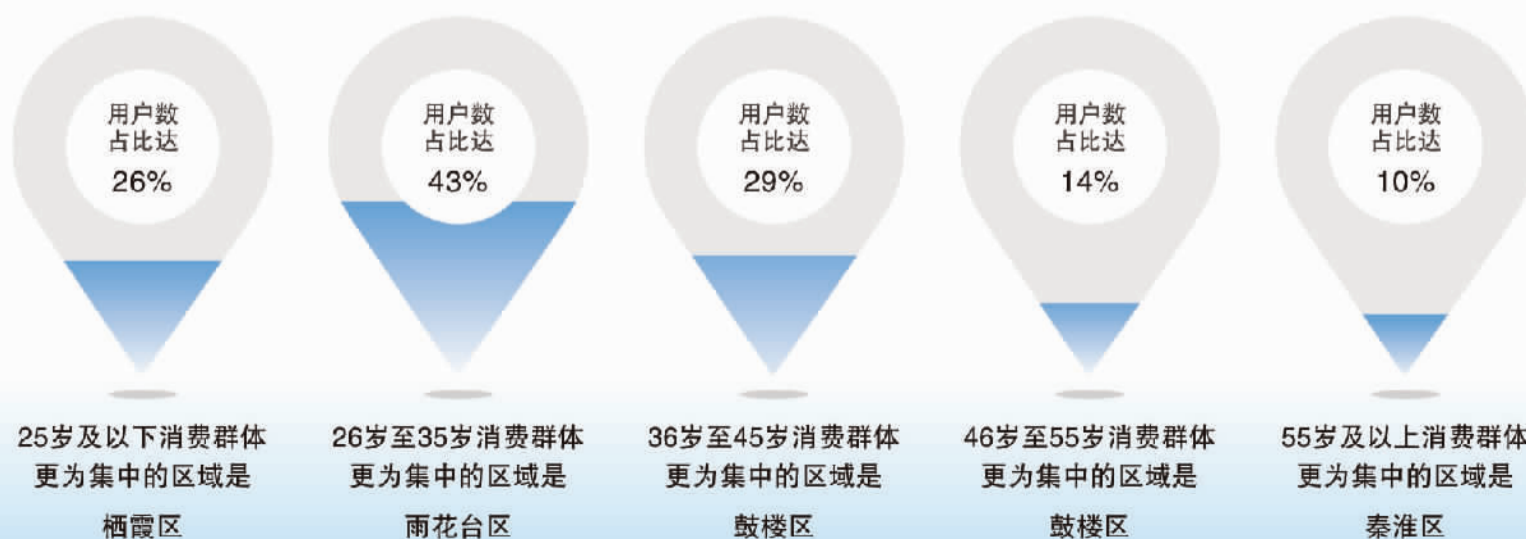 用户数
占比达
26%
25岁及以下消费群体
更为集中的区域是
栖霞区
用户数
占比达
43%
26岁至35岁消费群体
更为集中的区域是
雨花台区
用户数
占比达
29%
36岁至45岁消费群体
更为集中的区域是
鼓楼区
用户数
占比达
14%
46岁至55岁消费群体
更为集中的区域是
鼓楼区
用户数
占比达
10%
55岁及以上消费群体
更为集中的区域是
秦淮区